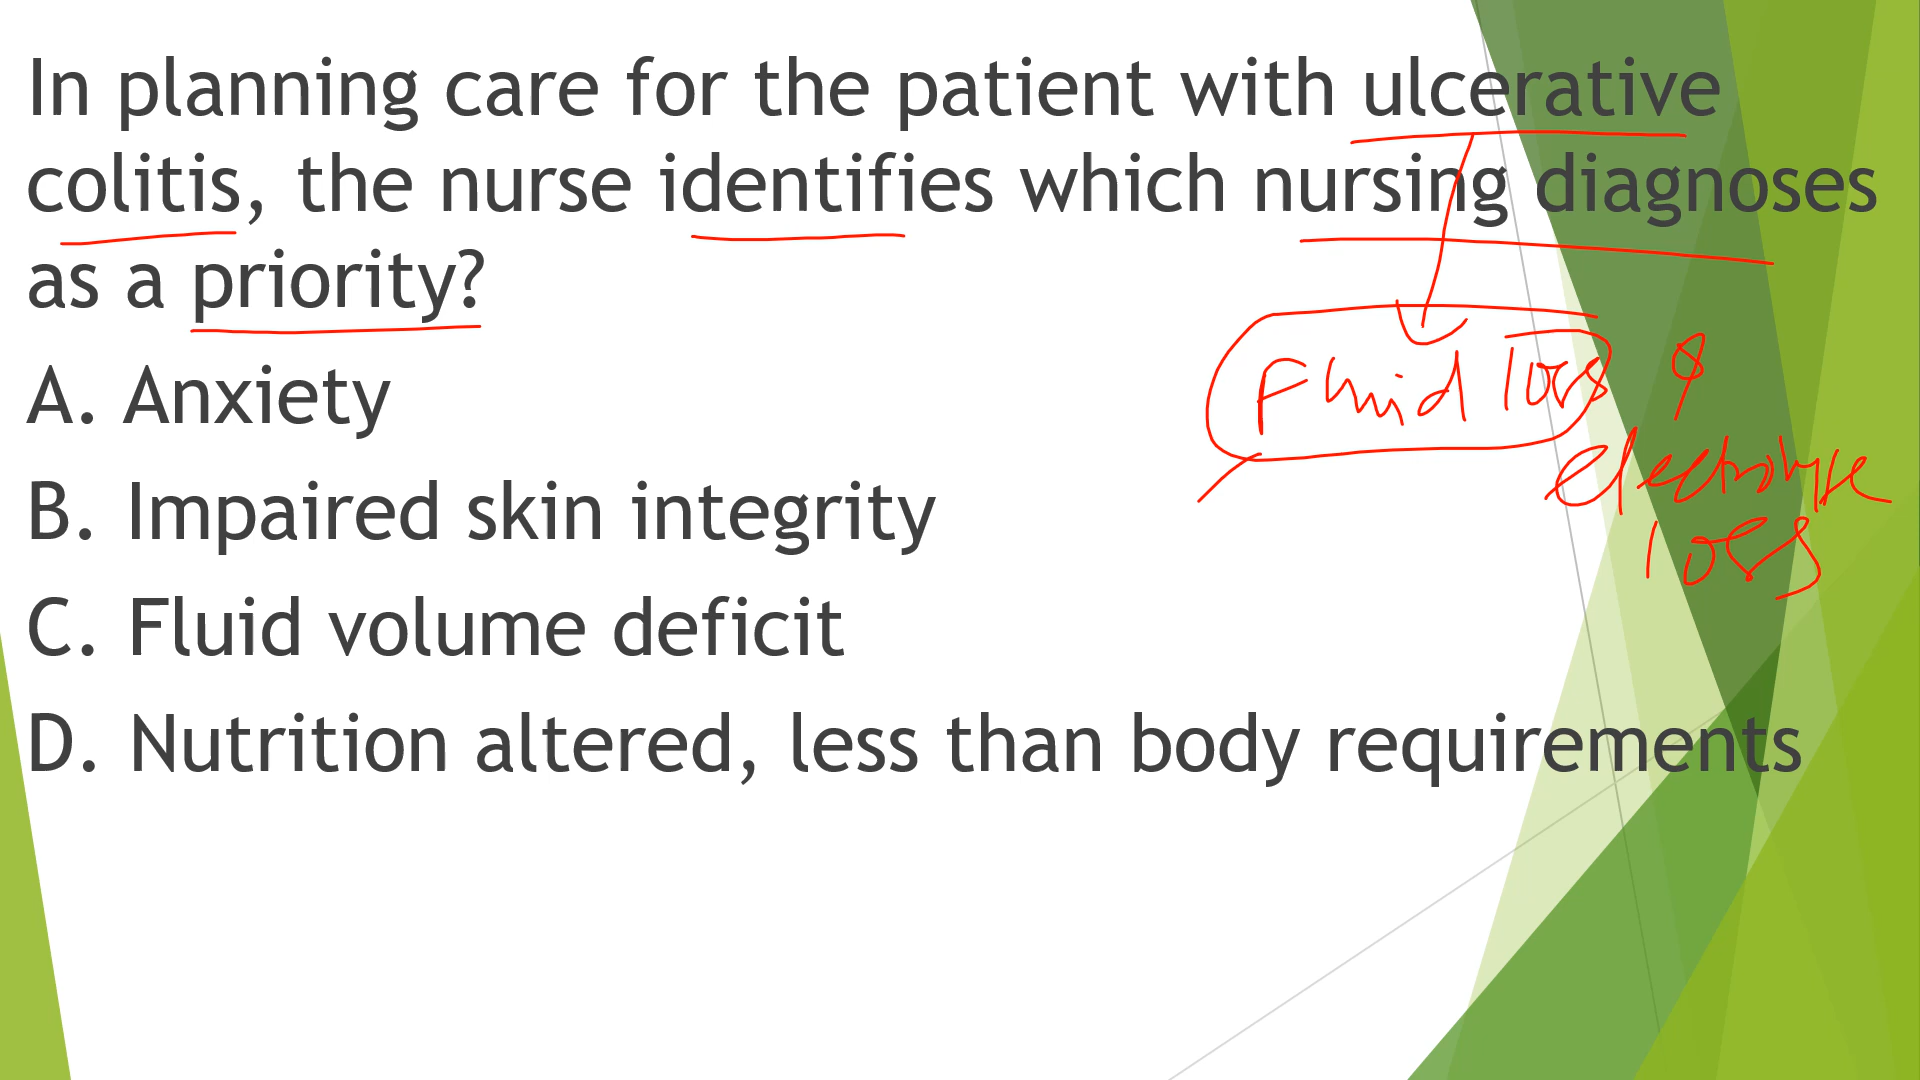 In planning care for the patient with ulcerative
colitis, the nurse identifies which nursing diagnoses
as a priority?
Fluid loss &
electrolyte
loss
A. Anxiety
B. Impaired skin integrity
C. Fluid volume deficit
D. Nutrition altered, less than body requirements